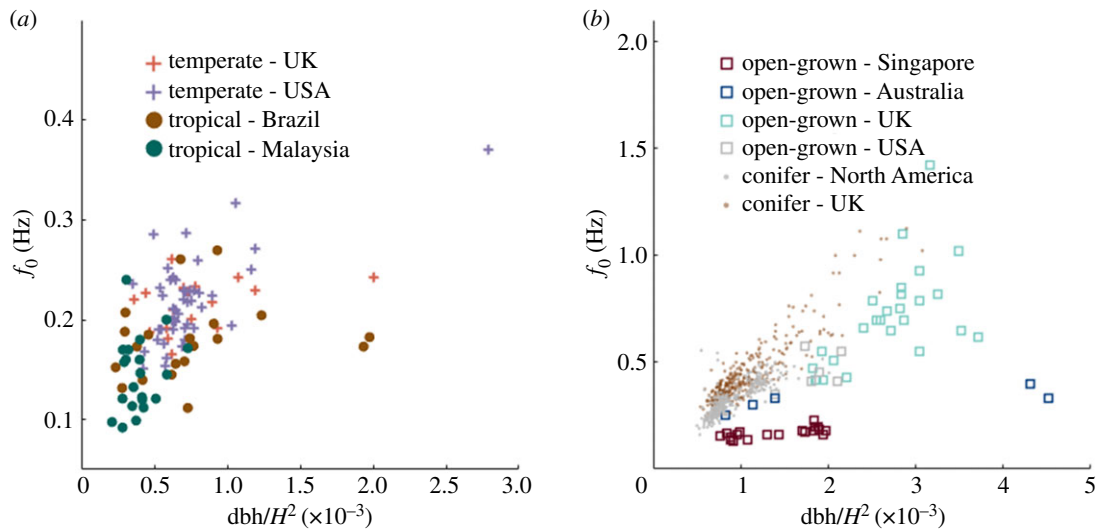 (a)
temperate - UK
temperate - USA
tropical - Brazil
tropical - Malaysia
0.4
0.3
0.2
0.1
f0 (Hz)
0 0.5 1.0 1.5 2.0 2.5 3.0
dbh/H² (×10⁻³)
(b)
open-grown - Singapore
open-grown - Australia
open-grown - UK
open-grown - USA
conifer - North America
conifer - UK
2.0
1.5
1.0
0.5
f0 (Hz)
0 1 2 3 4 5
dbh/H² (×10⁻³)